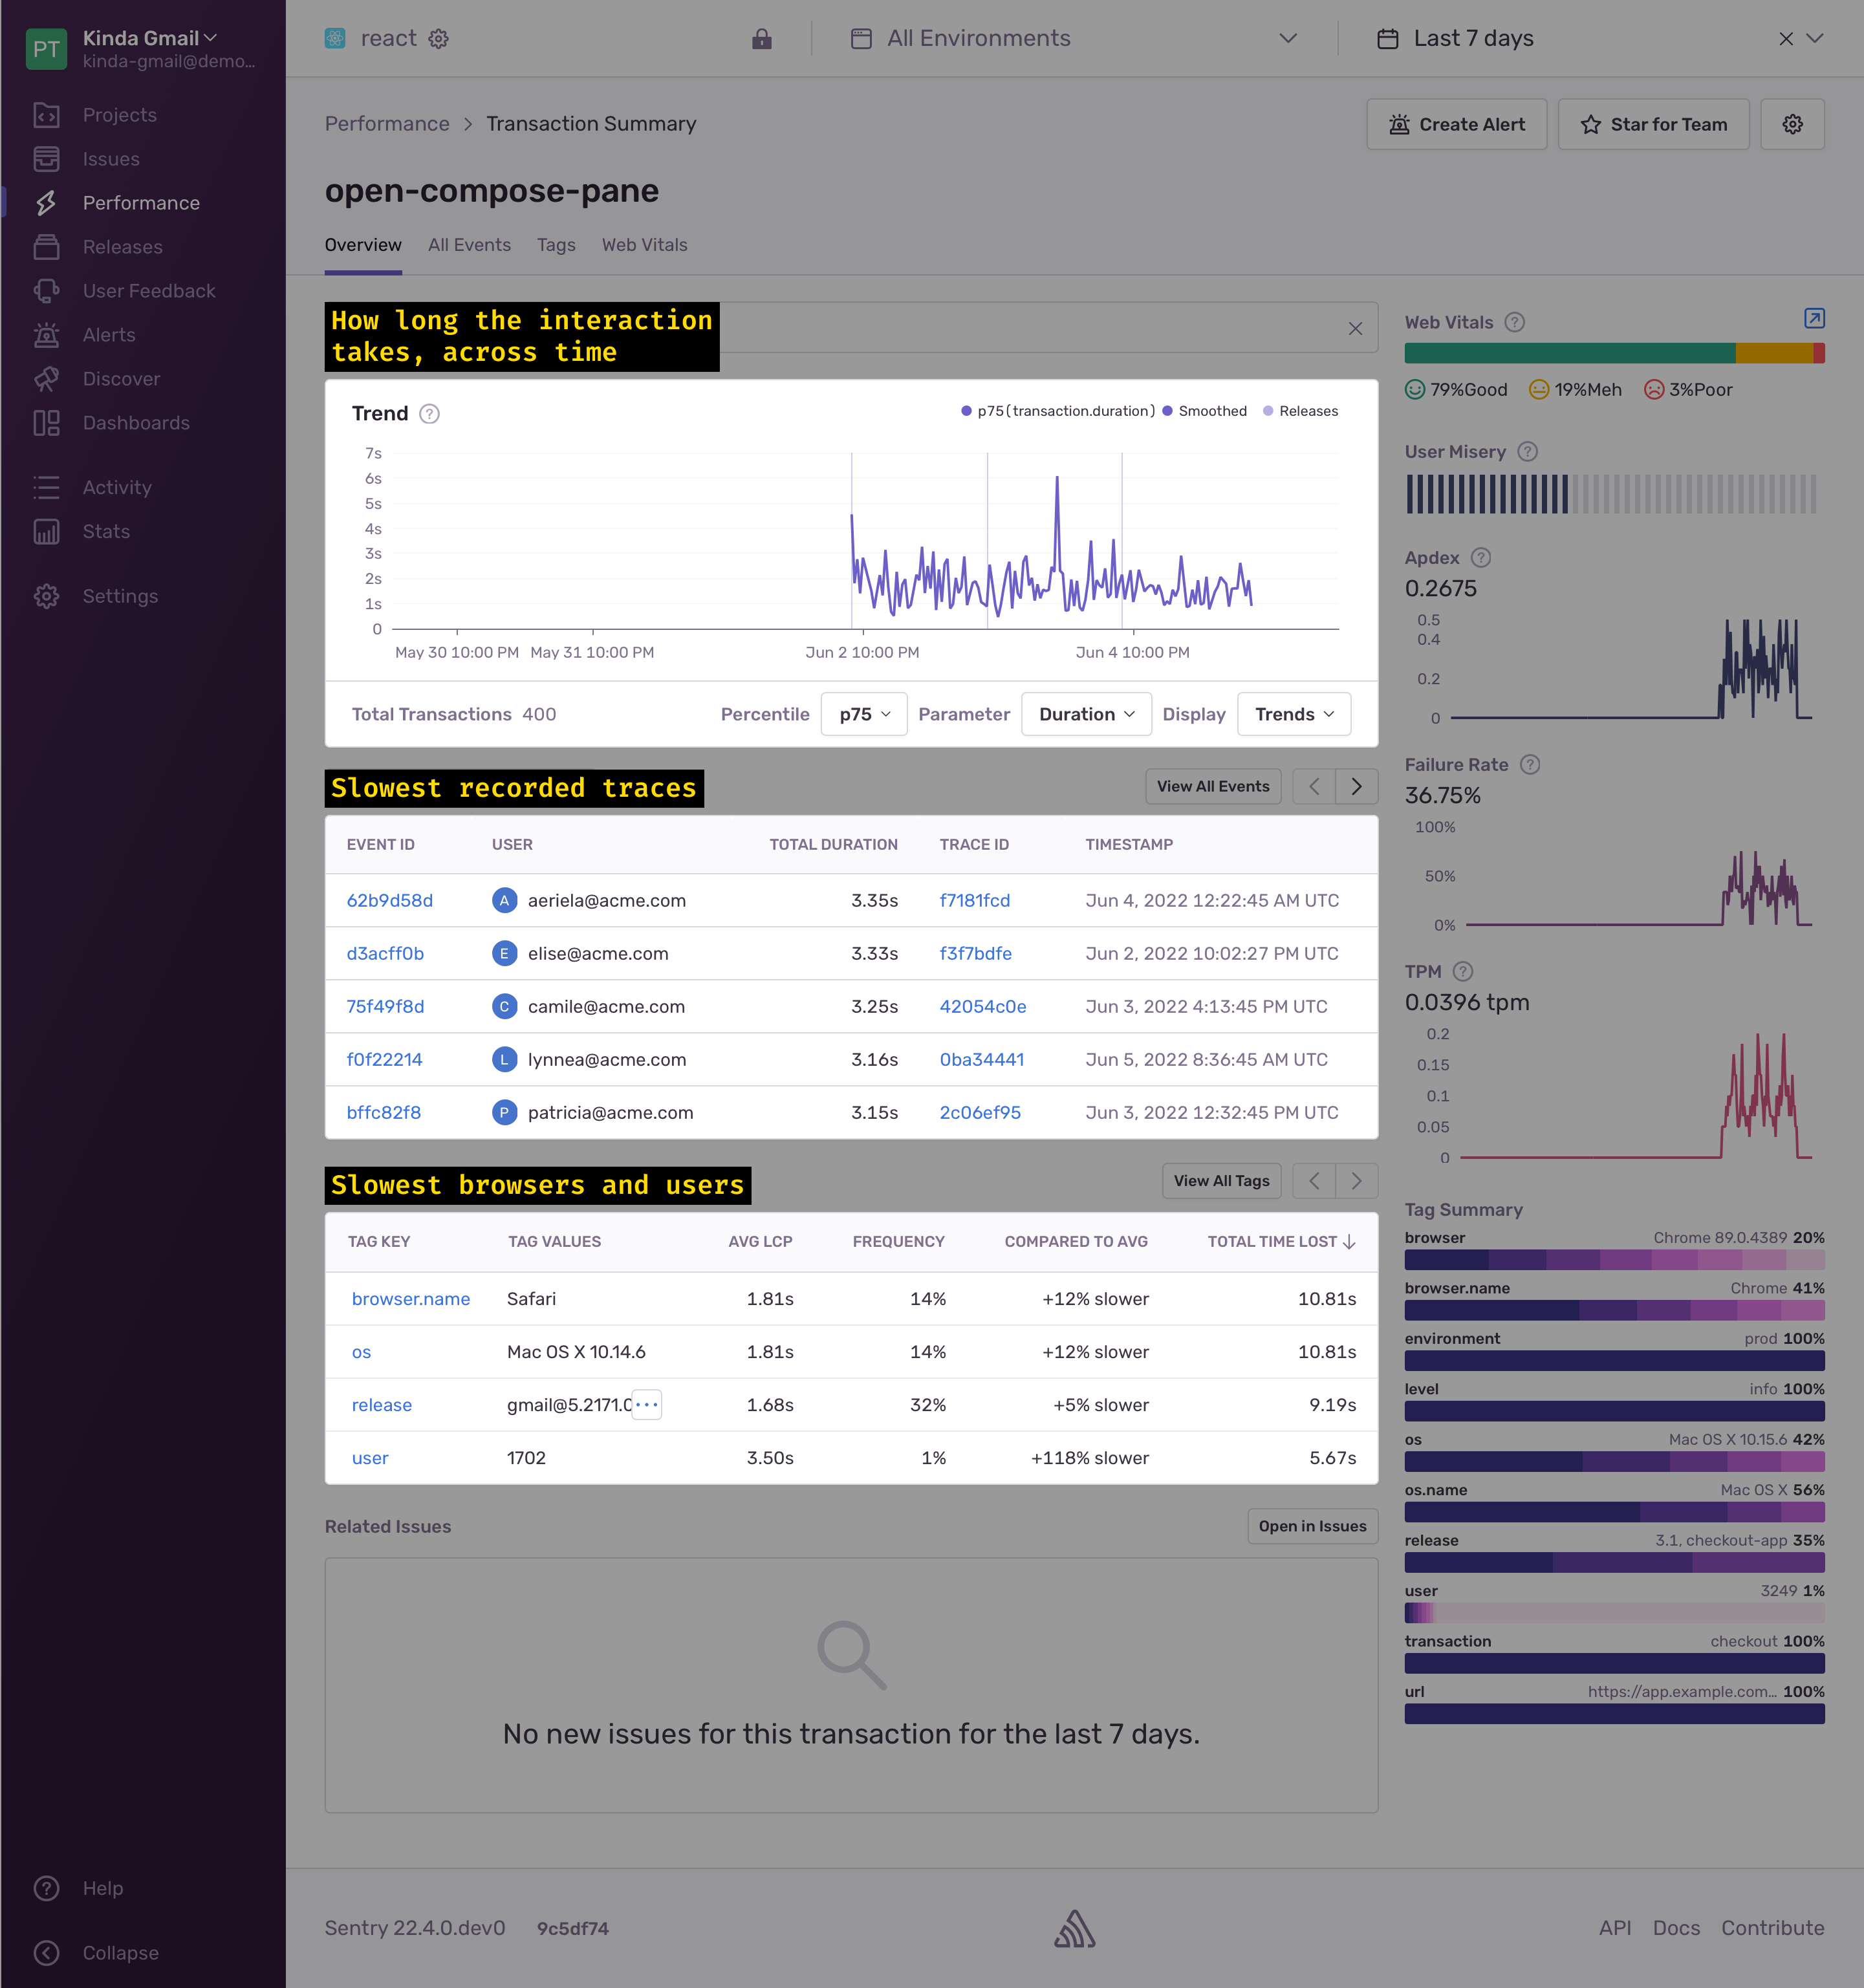 PT
Kinda Gmail
kinda-gmail@demo...
Projects
Issues
Performance
Releases
User Feedback
Alerts
Discover
Dashboards
Activity
Stats
Settings
Help
Collapse
react
All Environments
Last 7 days
Performance > Transaction Summary
Create Alert
Star for Team
open-compose-pane
Overview All Events Tags Web Vitals
How long the interaction
takes, across time
Trend ?
p75(transaction.duration) Smoothed Releases
7s
6s
5s
4s
3s
2s
1s
0
May 30 10:00 PM May 31 10:00 PM Jun 2 10:00 PM Jun 4 10:00 PM
Total Transactions 400 Percentile p75 Parameter Duration Display Trends
Slowest recorded traces
View All Events
EVENT ID USER TOTAL DURATION TRACE ID TIMESTAMP
62b9d58d A aeriela@acme.com 3.35s f7181fcd Jun 4, 2022 12:22:45 AM UTC
d3acff0b E elise@acme.com 3.33s f3f7bdfe Jun 2, 2022 10:02:27 PM UTC
75f49f8d C camile@acme.com 3.25s 42054c0e Jun 3, 2022 4:13:45 PM UTC
f0f22214 L lynnea@acme.com 3.16s 0ba34441 Jun 5, 2022 8:36:45 AM UTC
bffc82f8 P patricia@acme.com 3.15s 2c06ef95 Jun 3, 2022 12:32:45 PM UTC
Slowest browsers and users
View All Tags
TAG KEY TAG VALUES AVG LCP FREQUENCY COMPARED TO AVG TOTAL TIME LOST
browser.name Safari 1.81s 14% +12% slower 10.81s
os Mac OS X 10.14.6 1.81s 14% +12% slower 10.81s
release gmail@5.2171.0 ... 1.68s 32% +5% slower 9.19s
user 1702 3.50s 1% +118% slower 5.67s
Related Issues
Open in Issues
No new issues for this transaction for the last 7 days.
Web Vitals ?
79%Good 19%Meh 3%Poor
User Misery ?
Apdex ?
0.2675
0.5
0.4
0.2
0
Failure Rate ?
36.75%
100%
50%
0%
TPM ?
0.0396 tpm
0.2
0.15
0.1
0.05
0
Tag Summary
browser Chrome 89.0.4389 20%
browser.name Chrome 41%
environment prod 100%
level info 100%
os Mac OS X 10.15.6 42%
os.name Mac OS X 56%
release 3.1, checkout-app 35%
user 3249 1%
transaction checkout 100%
url https://app.example.com... 100%
Sentry 22.4.0.dev0 9c5df74
API Docs Contribute